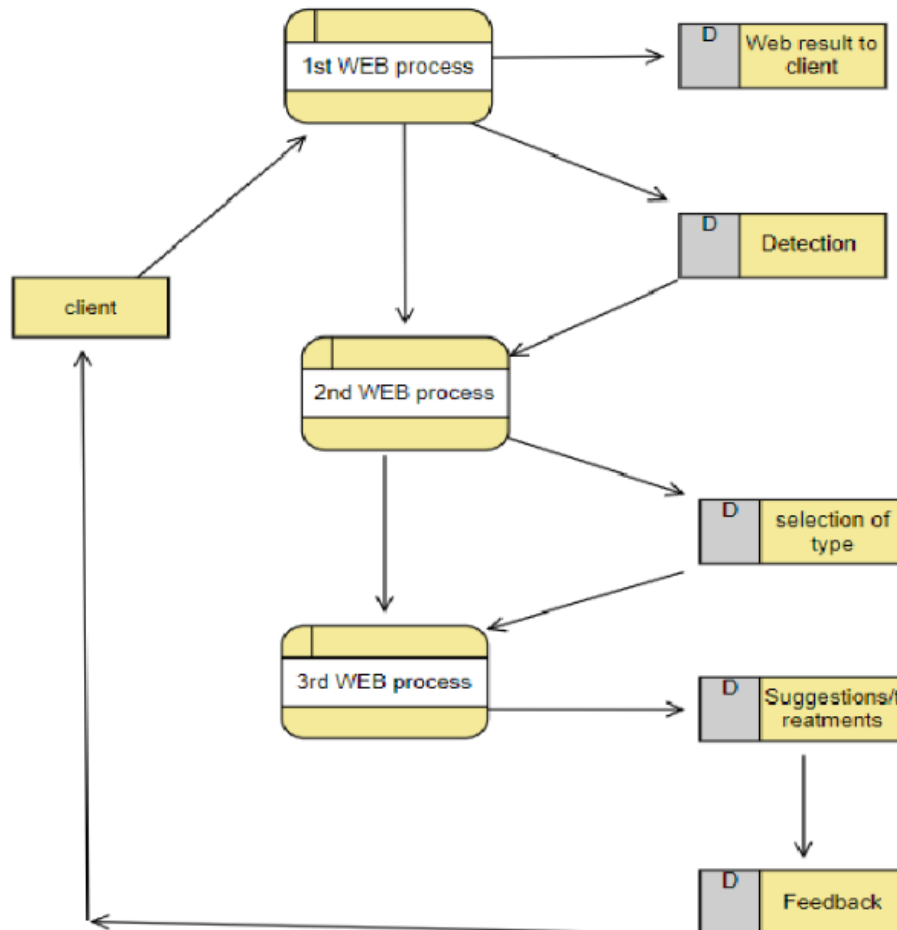 D
Web result to
client
1st WEB process
D
Detection
client
2nd WEB process
D
selection of
type
3rd WEB process
D
Suggestions/t
reatments
D
Feedback